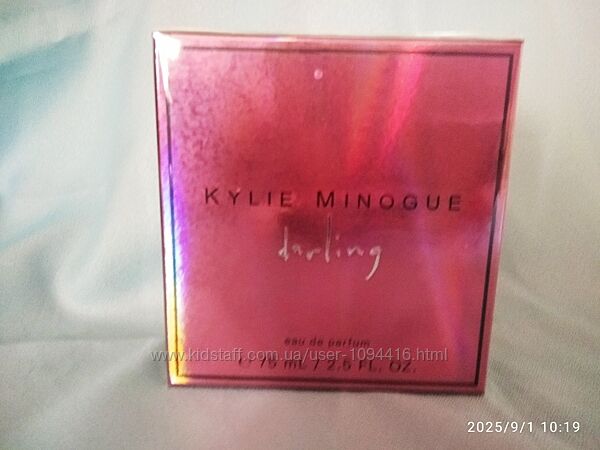 KYLIE MINOGUE
darling
eau de parfum
www.kidstaff.com.ua/user-1094416.html
75 mL / 2.5 FL. OZ.
2025/9/1 10:19